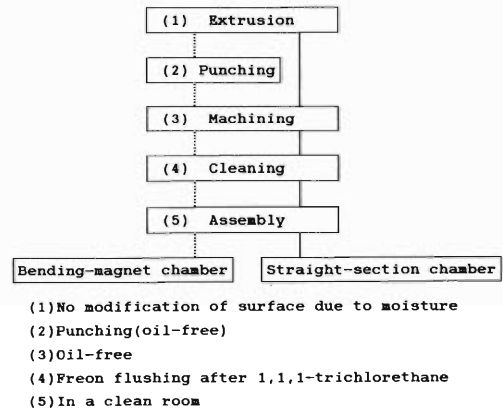 (1) Extrusion
(2) Punching
(3) Machining
(4) Cleaning
(5) Assembly
Bending-magnet chamber Straight-section chamber
(1)No modification of surface due to moisture
(2)Punching(oil-free)
(3)Oil-free
(4)Freon flushing after 1,1,1-trichlorethane
(5)In a clean room